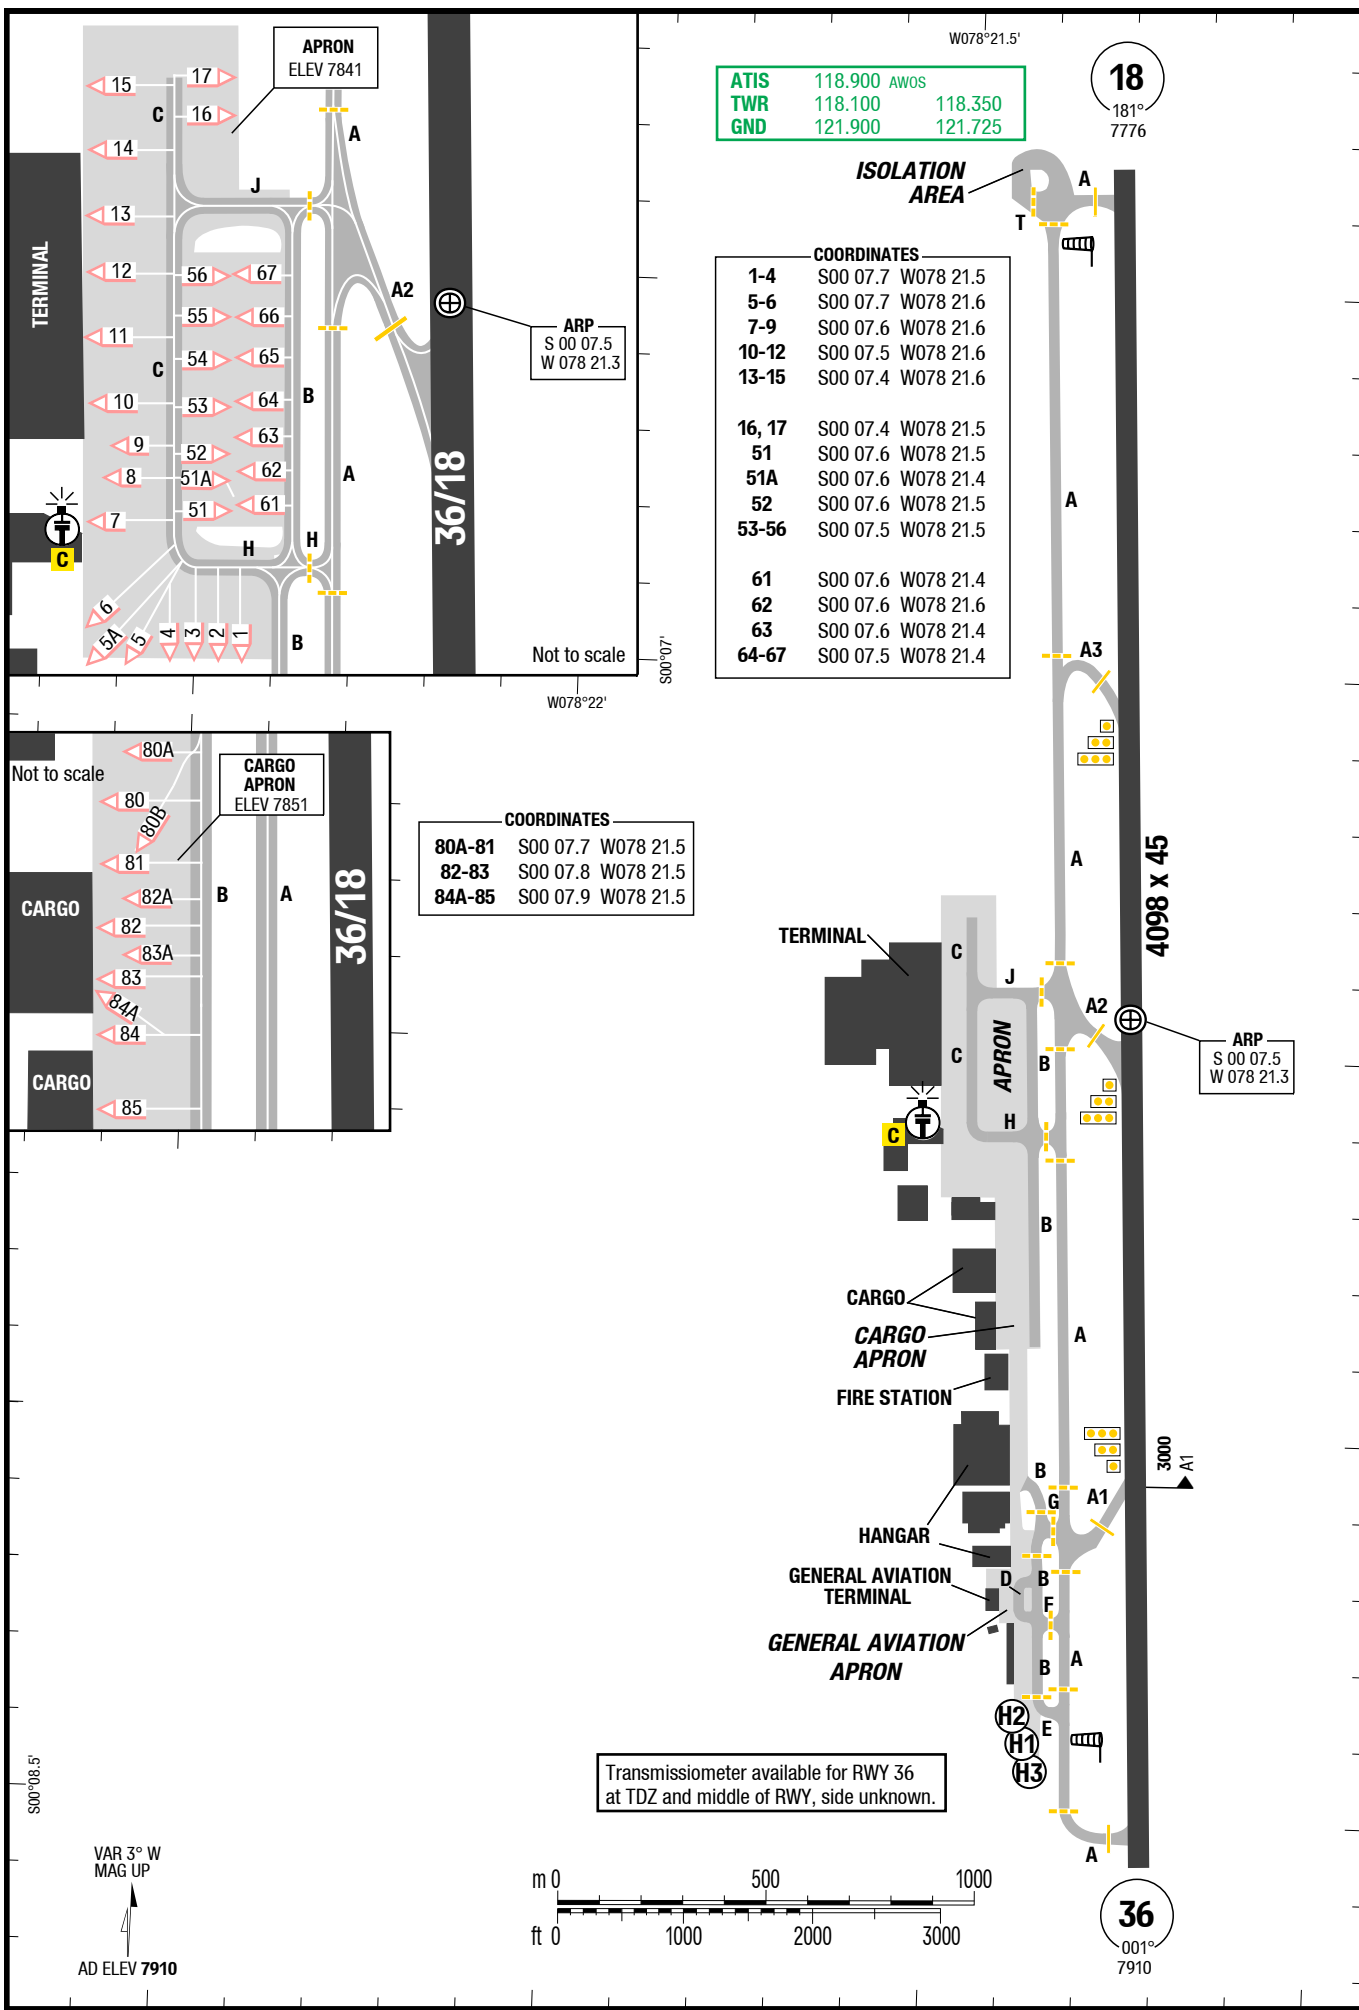 APRON
ELEV 7841
15
17
C
16
14
A
J
13
12
56
67
A2
TERMINAL
55
66
11
54
65
C
10
53
64
B
9
52
63
8
51A
62
A
7
51
61
36/18
C
H
H
6
5A
5
4
3
2
1
B
ARP
S 00 07.5
W 078 21.3
Not to scale
S00°07'
W078°22'
Not to scale
80A
CARGO
APRON
ELEV 7851
80
80B
81
82A
CARGO
82
B
A
36/18
83A
83
84A
84
CARGO
85
COORDINATES
80A-81 S00 07.7 W078 21.5
82-83 S00 07.8 W078 21.5
84A-85 S00 07.9 W078 21.5
W078°21.5'
ATIS 118.900 AWOS
TWR 118.100 118.350
GND 121.900 121.725
18
181°
7776
ISOLATION
AREA
A
T
COORDINATES
1-4 S00 07.7 W078 21.5
5-6 S00 07.7 W078 21.6
7-9 S00 07.6 W078 21.6
10-12 S00 07.5 W078 21.6
13-15 S00 07.4 W078 21.6
16, 17 S00 07.4 W078 21.5
51 S00 07.6 W078 21.5
51A S00 07.6 W078 21.4
52 S00 07.6 W078 21.5
53-56 S00 07.5 W078 21.5
61 S00 07.6 W078 21.4
62 S00 07.6 W078 21.6
63 S00 07.6 W078 21.4
64-67 S00 07.5 W078 21.4
A
A3
A
4098 x 45
TERMINAL
C
J
A2
C
APRON
B
ARP
S 00 07.5
W 078 21.3
C
H
B
CARGO
CARGO
APRON
A
FIRE STATION
3000
A1
B
G
A1
HANGAR
GENERAL AVIATION
TERMINAL
D
B
F
GENERAL AVIATION
APRON
B
A
H2
H1
H3
E
A
Transmissiometer available for RWY 36
at TDZ and middle of RWY, side unknown.
S00°08.5'
VAR 3° W
MAG UP
AD ELEV 7910
m 0 500 1000
ft 0 1000 2000 3000
36
001°
7910